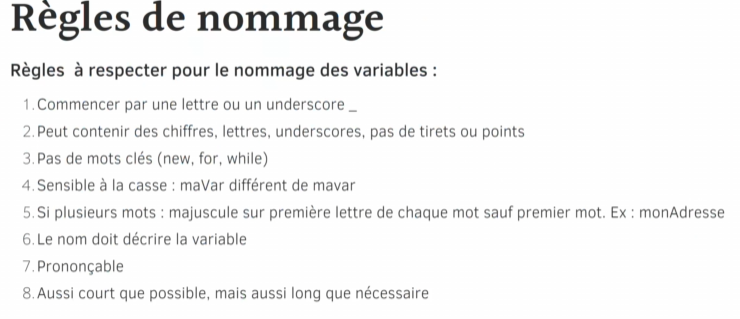 Règles de nommage
Règles à respecter pour le nommage des variables :
1. Commencer par une lettre ou un underscore _
2. Peut contenir des chiffres, lettres, underscores, pas de tirets ou points
3. Pas de mots clés (new, for, while)
4. Sensible à la casse : maVar différent de mavar
5. Si plusieurs mots : majuscule sur première lettre de chaque mot sauf premier mot. Ex : monAdresse
6. Le nom doit décrire la variable
7. Prononçable
8. Aussi court que possible, mais aussi long que nécessaire